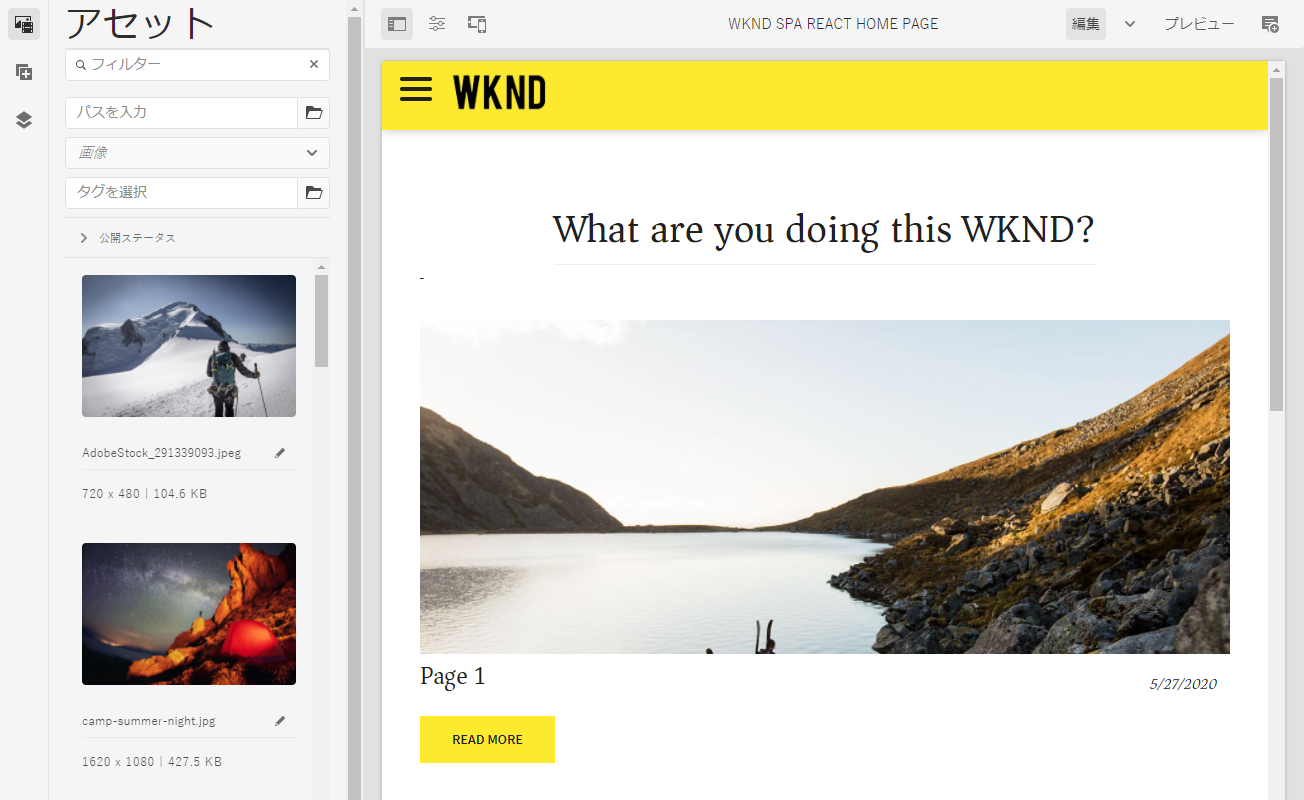 アセット
フィルター
パスを入力
画像
タグを選択
公開ステータス
AdobeStock_291339093.jpeg
720 x 480 | 104.6 KB
camp-summer-night.jpg
1620 x 1080 | 427.5 KB
WKND SPA REACT HOME PAGE
編集
プレビュー
WKND
What are you doing this WKND?
-
Page 1
5/27/2020
READ MORE